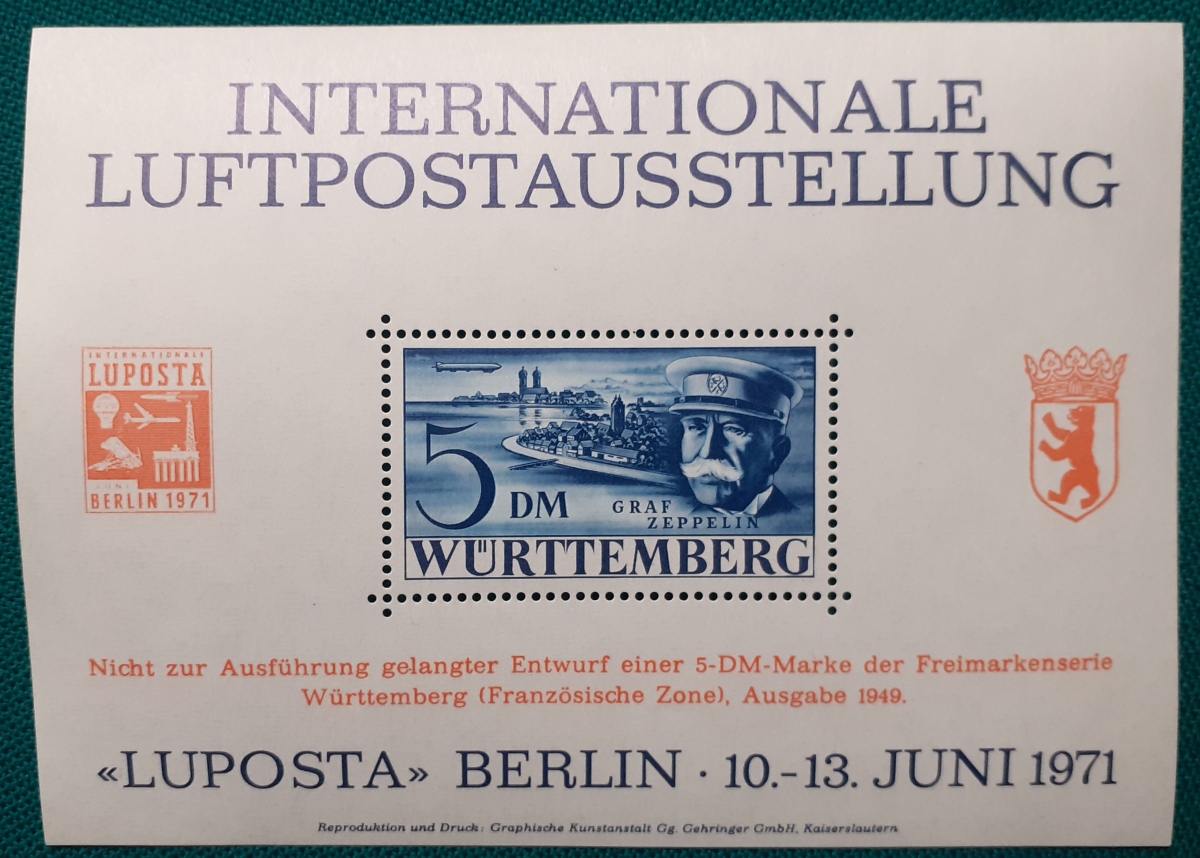 INTERNATIONALE
LUFTPOSTAUSSTELLUNG
INTERNATIONALE
LUPOSTA
JUNI
BERLIN 1971
5 DM
GRAF
ZEPPELIN
WÜRTTEMBERG
Nicht zur Ausführung gelangter Entwurf einer 5-DM-Marke der Freimarkenserie
Württemberg (Französische Zone), Ausgabe 1949.
«LUPOSTA» BERLIN · 10.-13. JUNI 1971
Reproduktion und Druck: Graphische Kunstanstalt Gg. Gehringer GmbH, Kaiserslautern